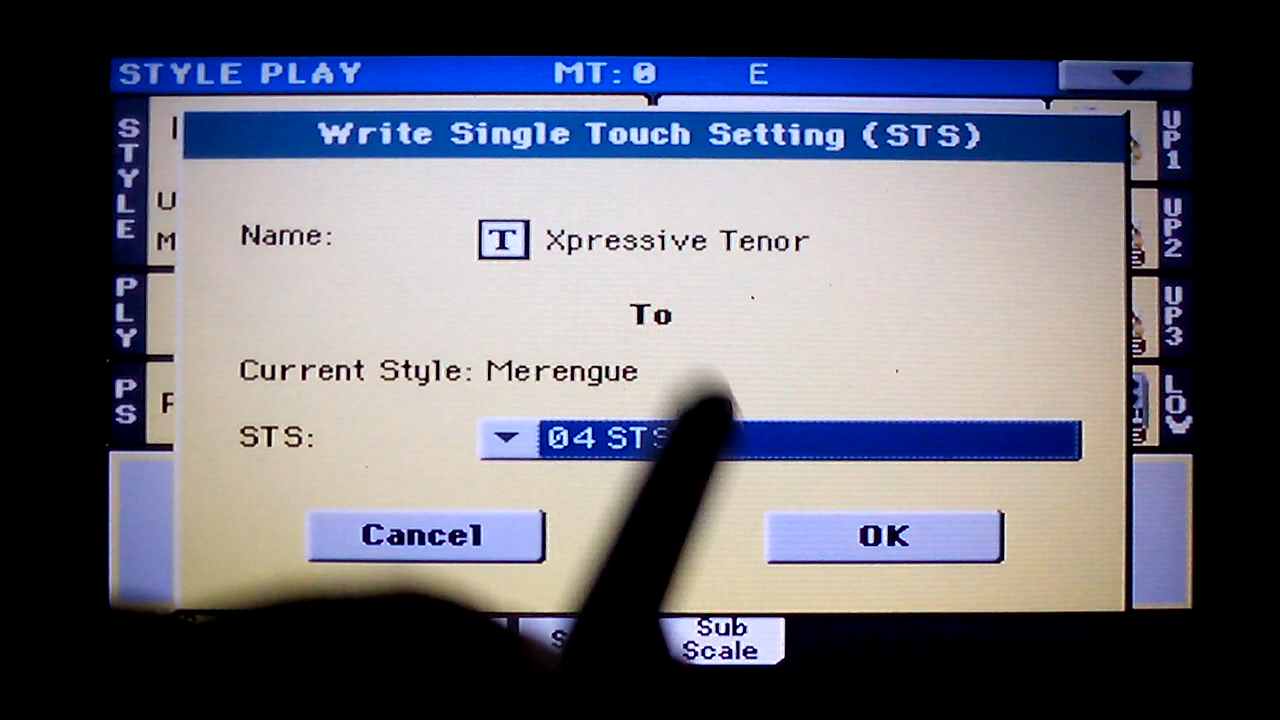 STYLE PLAY MT: 0 E
Write Single Touch Setting (STS)
STYLE
UP1
Name: T Xpressive Tenor
UP2
To
PLY
UP3
Current Style: Merengue
PS
LOW
STS: 04 STS
Cancel OK
Sub
Scale